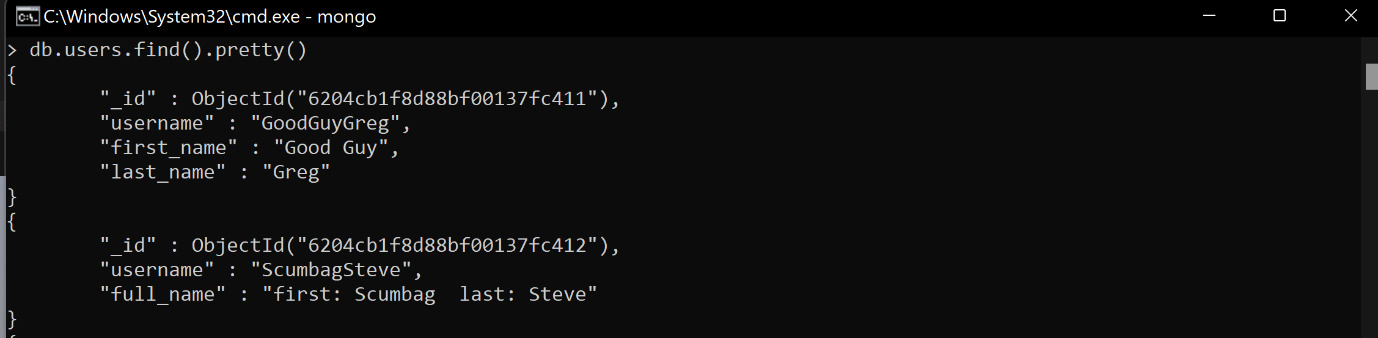 C:\Windows\System32\cmd.exe - mongo
> db.users.find().pretty()
{
        "_id" : ObjectId("6204cb1f8d88bf00137fc411"),
        "username" : "GoodGuyGreg",
        "first_name" : "Good Guy",
        "last_name" : "Greg"
}
{
        "_id" : ObjectId("6204cb1f8d88bf00137fc412"),
        "username" : "ScumbagSteve",
        "full_name" : "first: Scumbag  last: Steve"
}